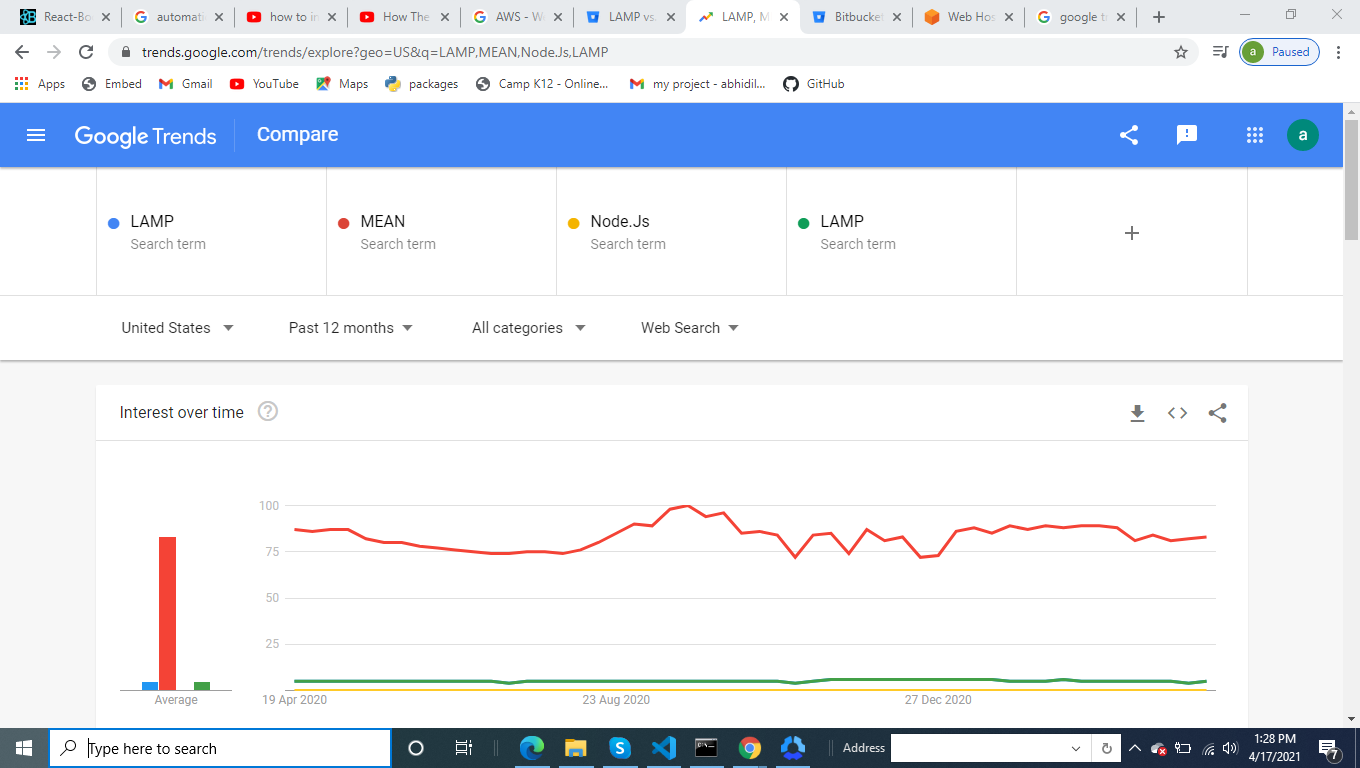 React-Bo
automati
how to in
How The
AWS - W
LAMP vs
LAMP, M
Bitbucket
Web Hos
google tr
trends.google.com/trends/explore?geo=US&q=LAMP,MEAN,Node.Js,LAMP
a Paused
Apps Embed Gmail YouTube Maps packages Camp K12 - Online... my project - abhidil... GitHub
Google Trends Compare a
LAMP
Search term
MEAN
Search term
Node.Js
Search term
LAMP
Search term
+
United States Past 12 months All categories Web Search
Interest over time ?
100
75
50
25
Average 19 Apr 2020 23 Aug 2020 27 Dec 2020
Type here to search
Address
1:28 PM
4/17/2021
7